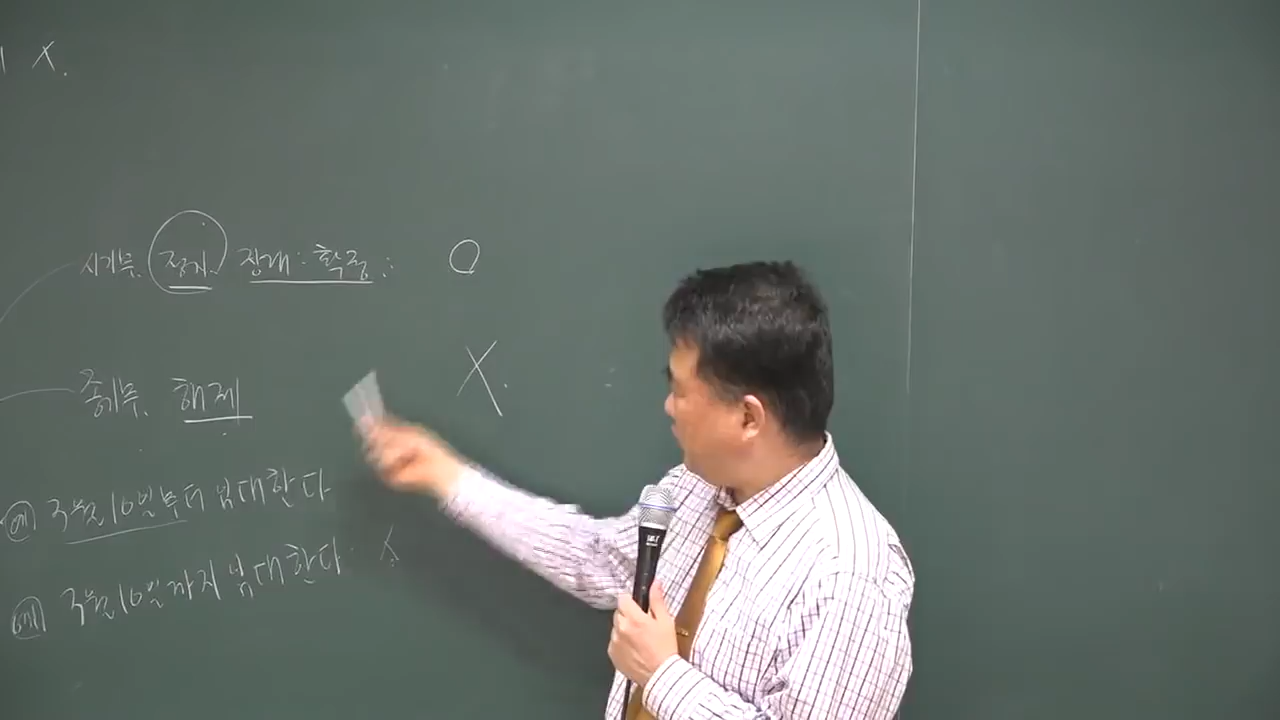 X.
시기부. 정지. 장래: 확정: O
종기부. 해제 X.
예 3월 10일부터 임대한다
예 3월 10일까지 임대한다. X